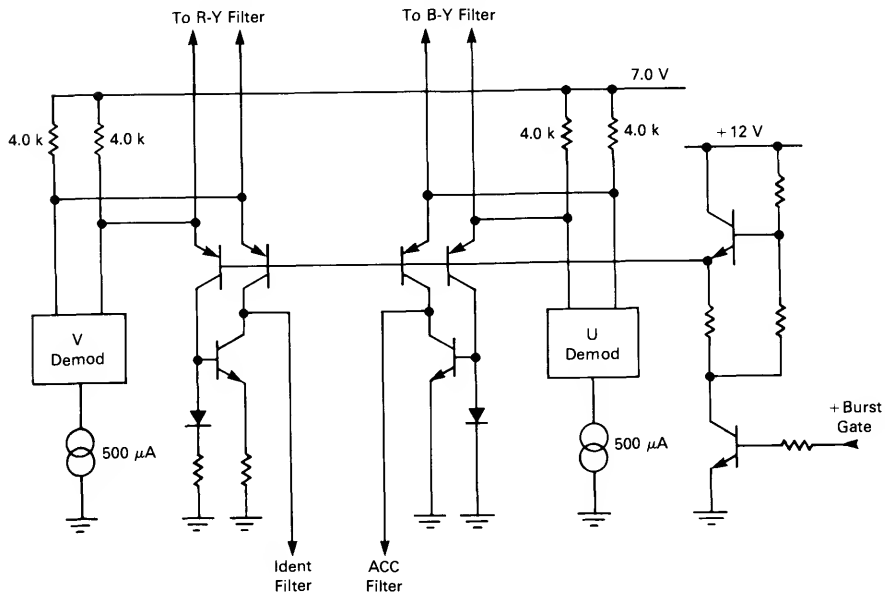 To R-Y Filter
To B-Y Filter
7.0 V
4.0 k
4.0 k
4.0 k
4.0 k
+12 V
V
Demod
U
Demod
500 μA
500 μA
+Burst
Gate
Ident
Filter
ACC
Filter